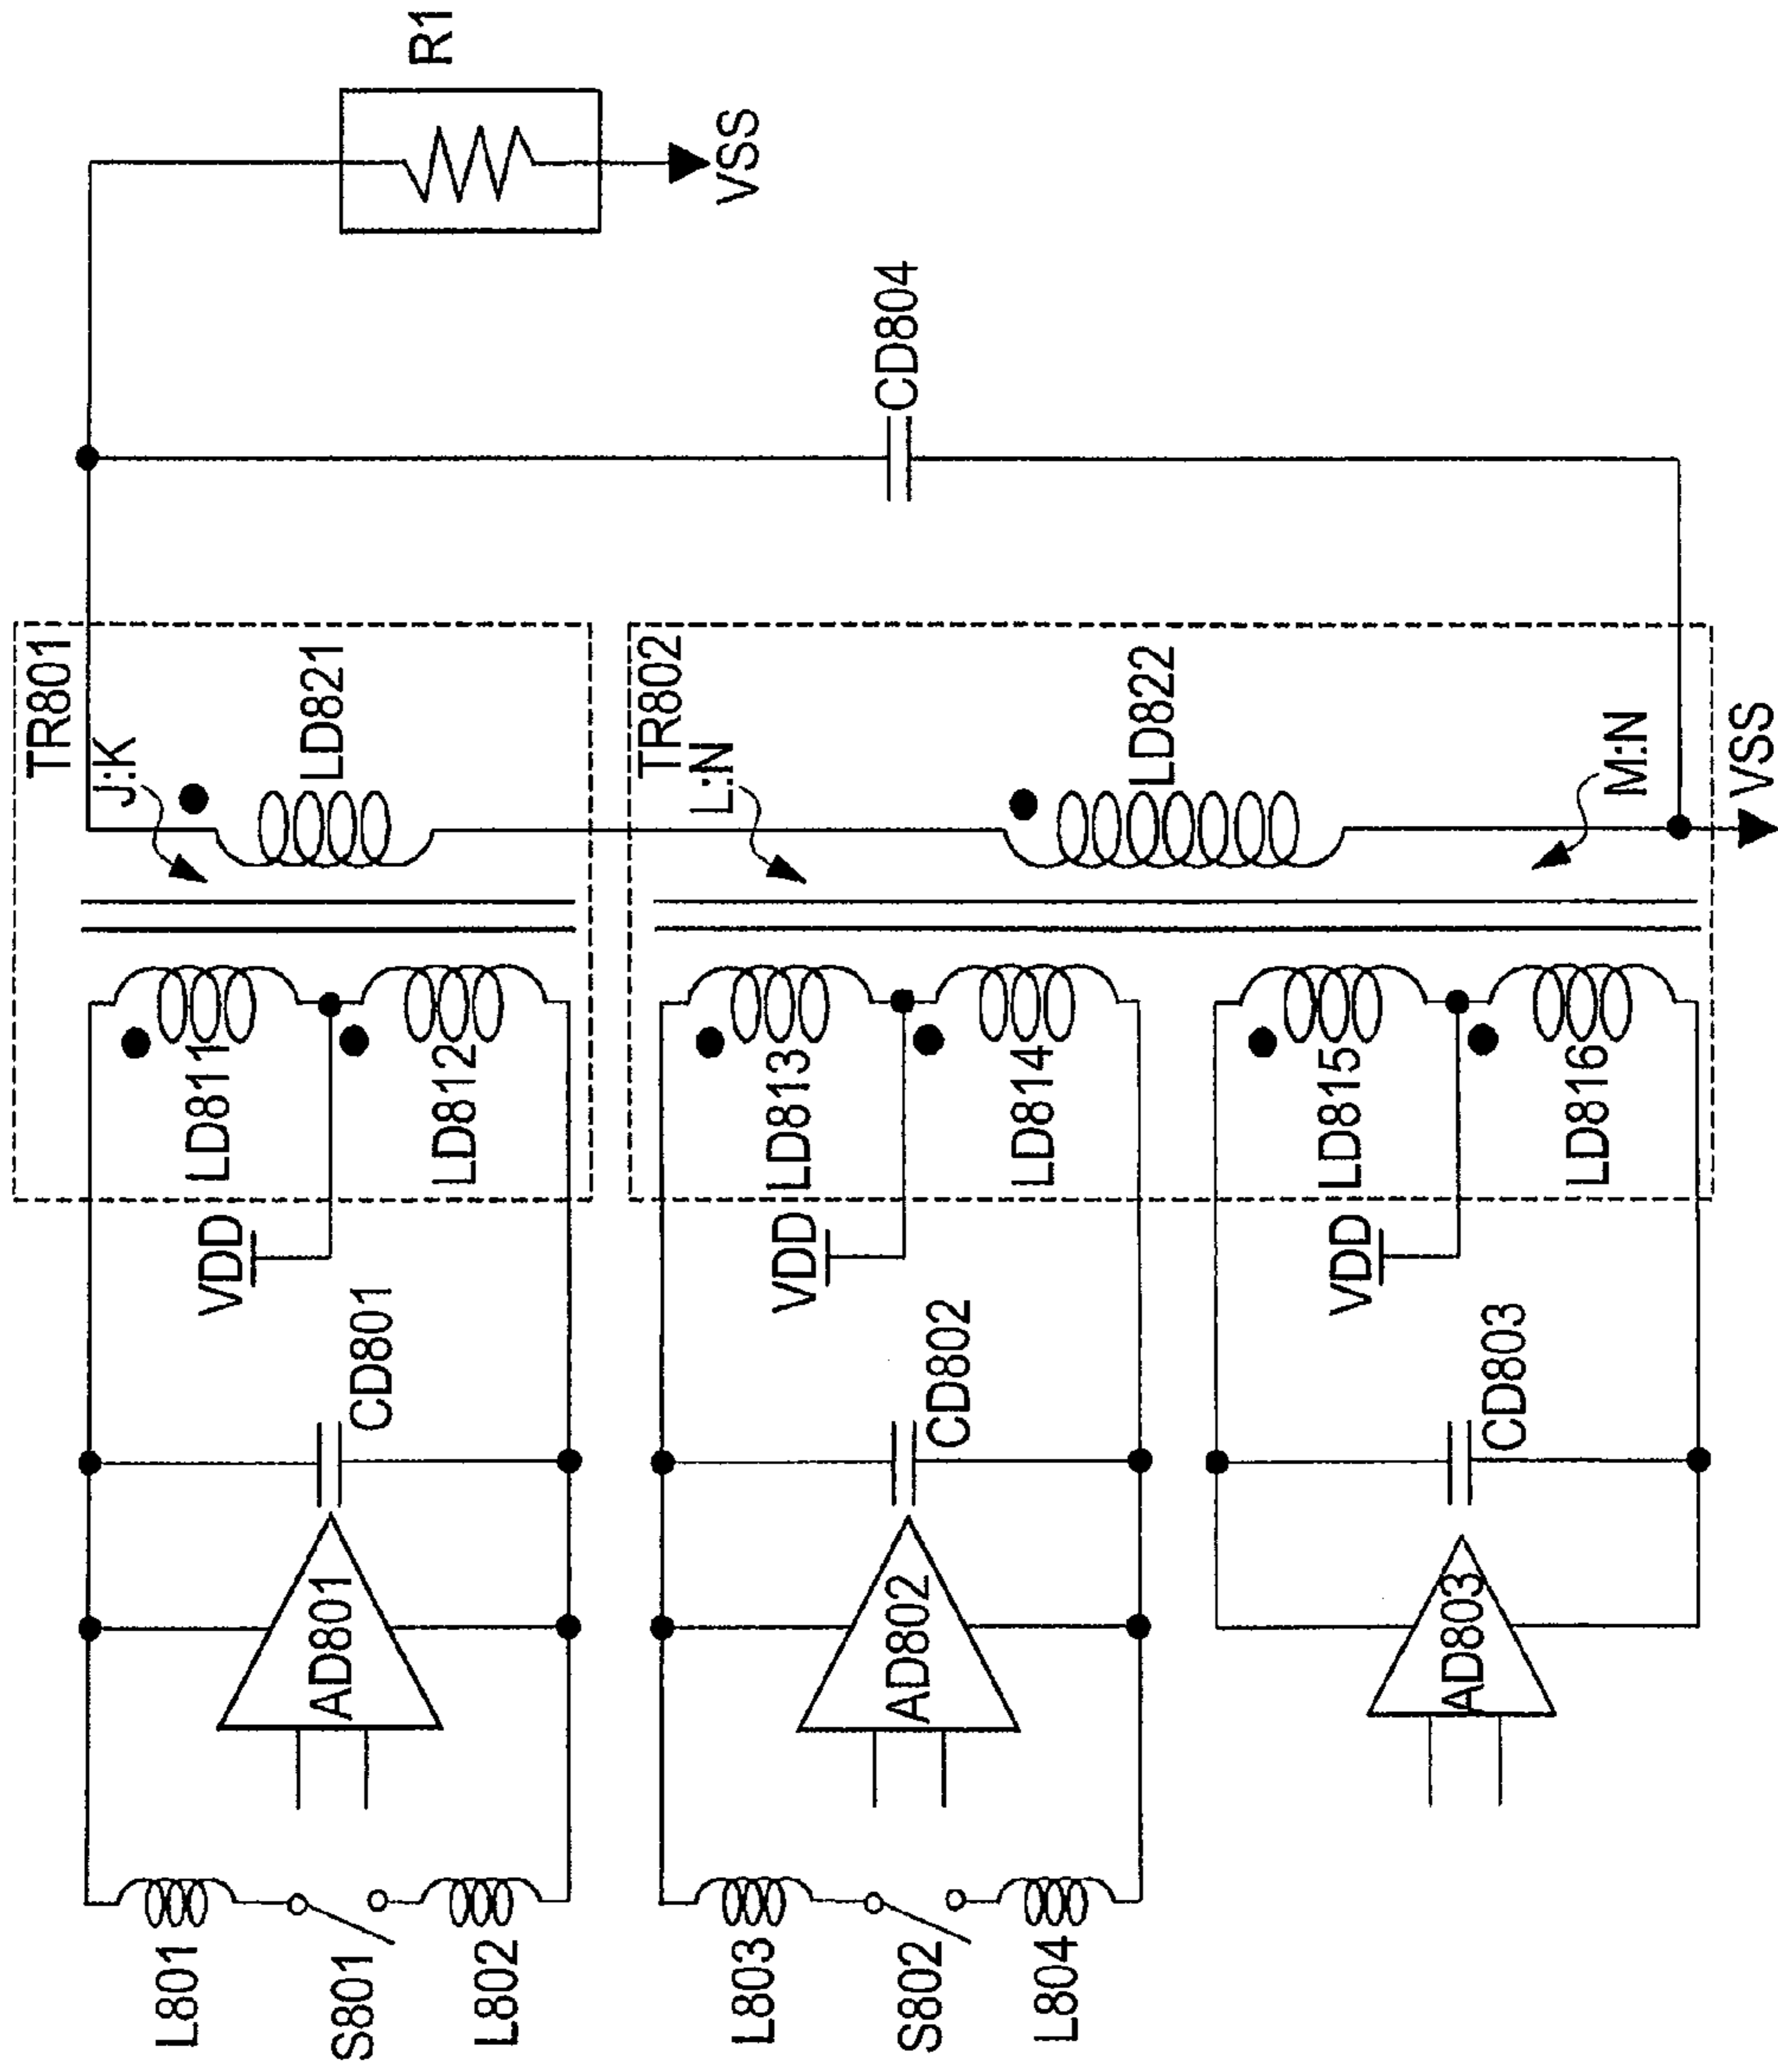 R1
VSS
CD804
TR801
J:K
LD821
TR802
L:N
LD822
M:N
VSS
LD811
LD812
LD813
LD814
LD815
LD816
VDD
VDD
VDD
CD801
CD802
CD803
AD801
AD802
AD803
L801
S801
L802
L803
S802
L804